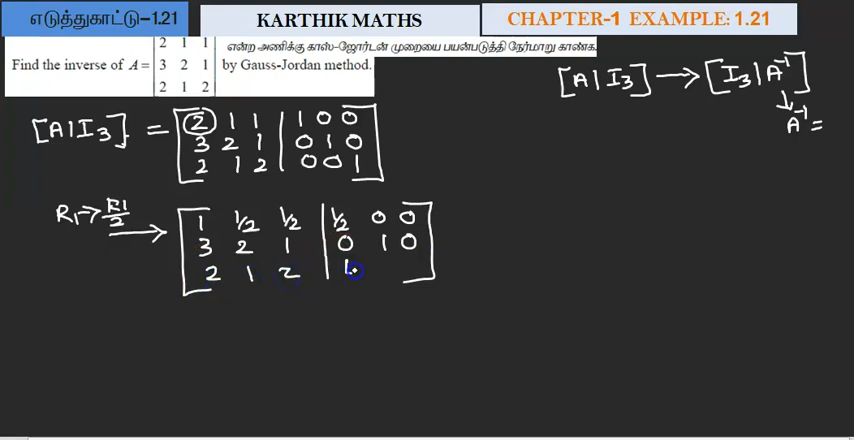 எடுத்துகாட்டு-1.21
KARTHIK MATHS
CHAPTER-1 EXAMPLE: 1.21
2 1 1
என்ற அணிக்கு காஸ்-ஜோர்டன் முறையை பயன்படுத்தி நேர்மாறு காண்க.
Find the inverse of A = 3 2 1 by Gauss-Jordan method.
2 1 2
[A | I₃] → [I₃ | A⁻¹]
A⁻¹ =
[A | I₃] = [2 1 1 | 1 0 0
3 2 1 | 0 1 0
2 1 2 | 0 0 1]
R₁ → R1/2 → [1 1/2 1/2 | 1/2 0 0
3 2 1 | 0 1 0
2 1 2 |